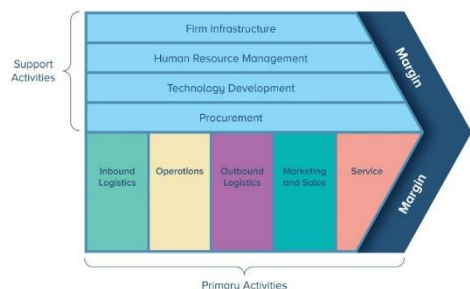 Firm Infrastructure
Human Resource Management
Technology Development
Procurement
Support
Activities
Margin
Inbound
Logistics
Operations
Outbound
Logistics
Marketing
and Sales
Service
Margin
Primary Activities